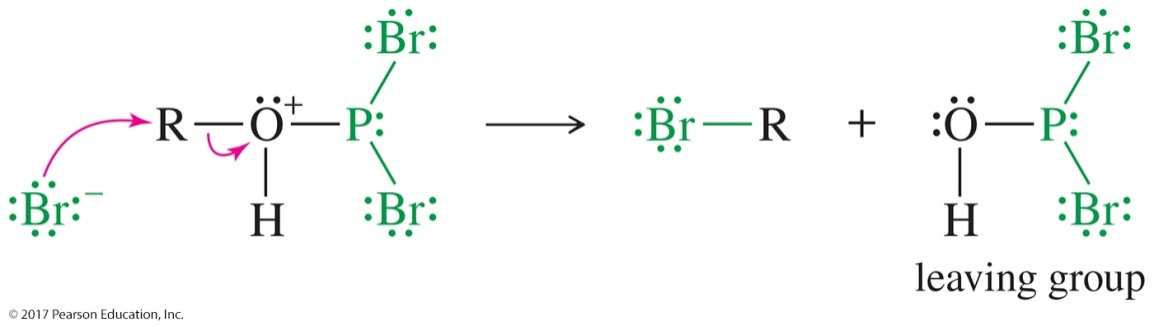 Br Br
R—O+—P: ⟶ :Br—R + :O—P:
:Br:− H :Br: H :Br:
leaving group
© 2017 Pearson Education, Inc.